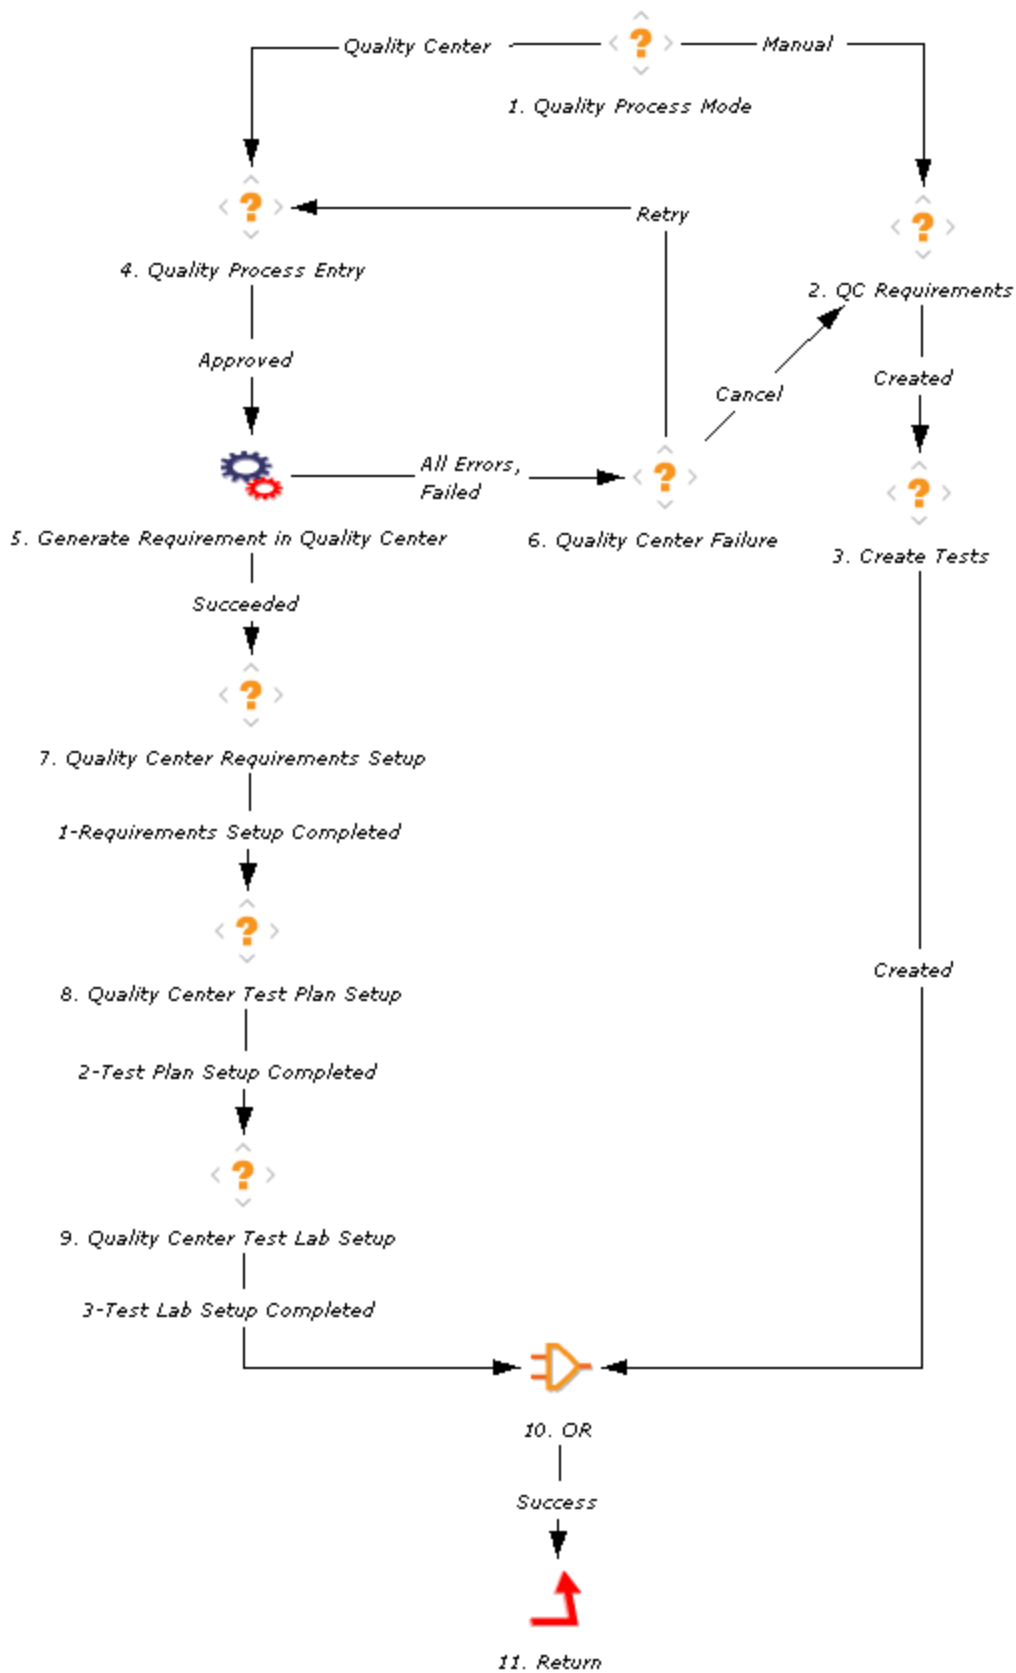 Quality Center
Manual
1. Quality Process Mode
Retry
4. Quality Process Entry
2. QC Requirements
Approved
Created
Cancel
All Errors,
Failed
5. Generate Requirement in Quality Center
6. Quality Center Failure
3. Create Tests
Succeeded
7. Quality Center Requirements Setup
1-Requirements Setup Completed
8. Quality Center Test Plan Setup
Created
2-Test Plan Setup Completed
9. Quality Center Test Lab Setup
3-Test Lab Setup Completed
10. OR
Success
11. Return